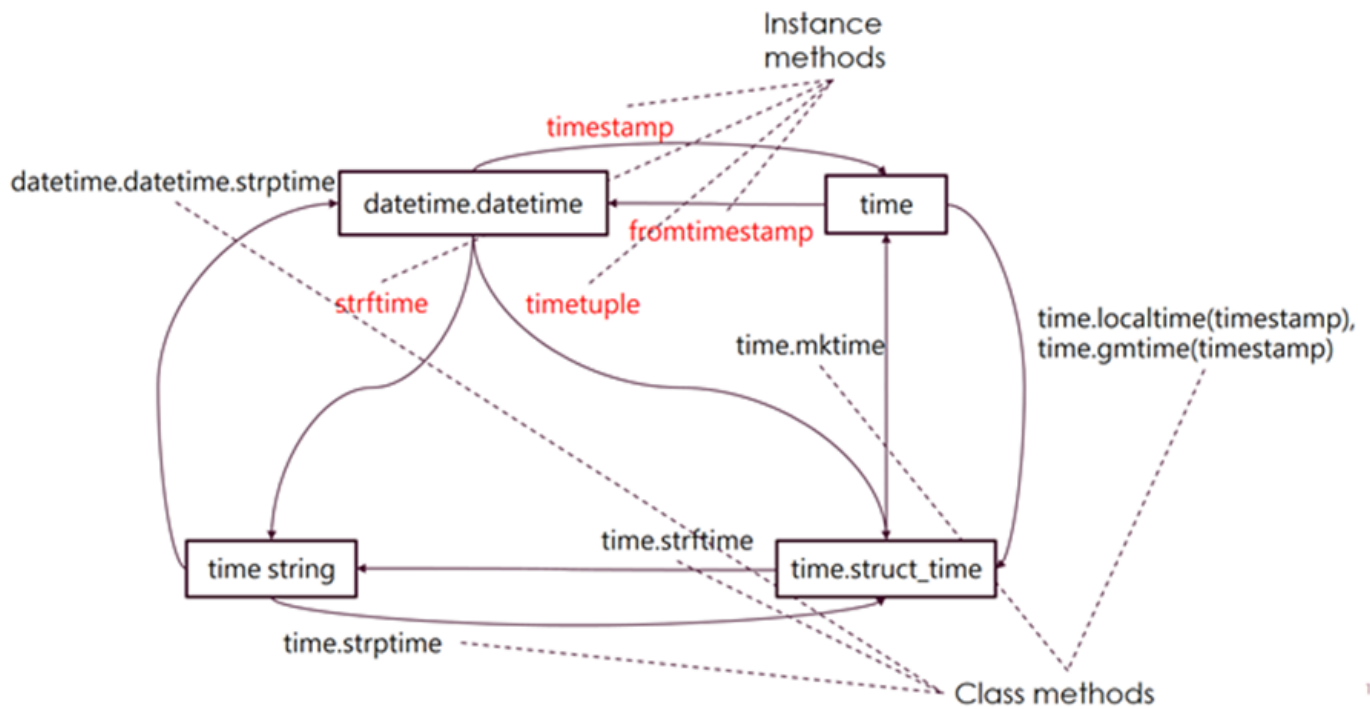 Instance
methods
timestamp
datetime.datetime.strptime
datetime.datetime
time
fromtimestamp
strftime
timetuple
time.localtime(timestamp),
time.gmtime(timestamp)
time.mktime
time.strftime
time string
time.struct_time
time.strptime
Class methods